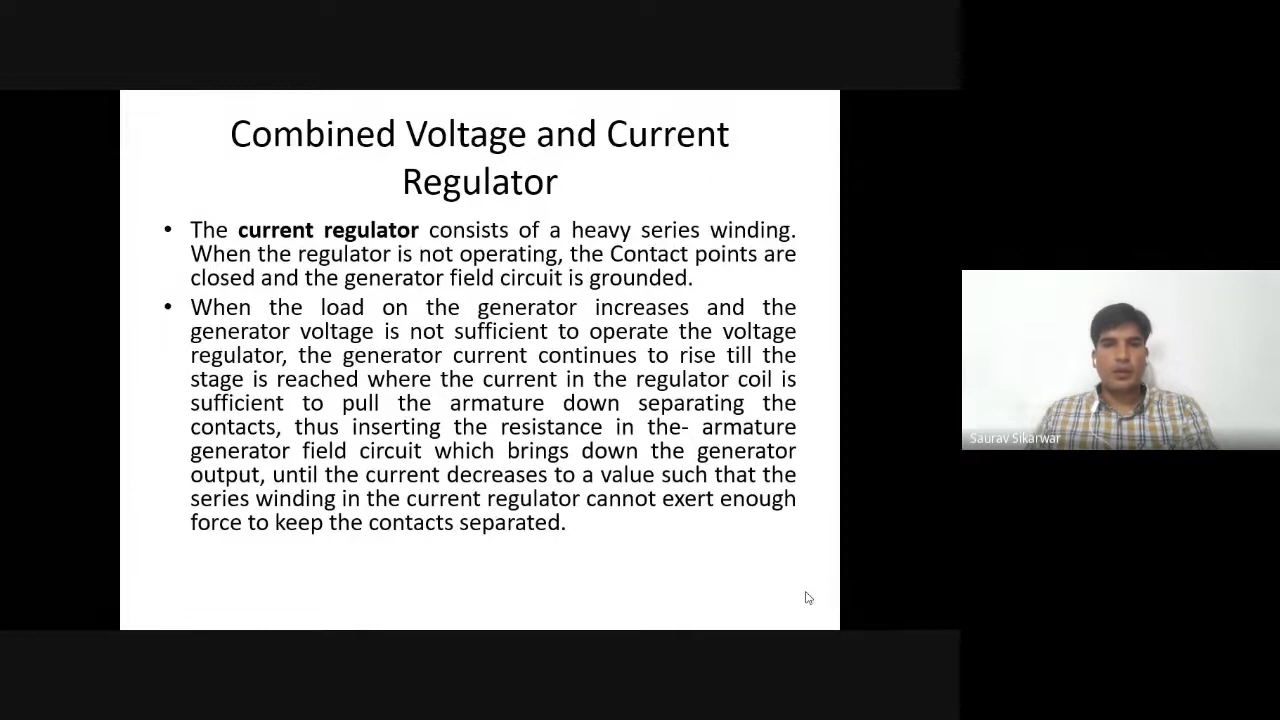 Combined Voltage and Current
Regulator
• The current regulator consists of a heavy series winding.
When the regulator is not operating, the Contact points are
closed and the generator field circuit is grounded.
• When the load on the generator increases and the
generator voltage is not sufficient to operate the voltage
regulator, the generator current continues to rise till the
stage is reached where the current in the regulator coil is
sufficient to pull the armature down separating the
contacts, thus inserting the resistance in the- armature
generator field circuit which brings down the generator
output, until the current decreases to a value such that the
series winding in the current regulator cannot exert enough
force to keep the contacts separated.
Saurav Sikarwar